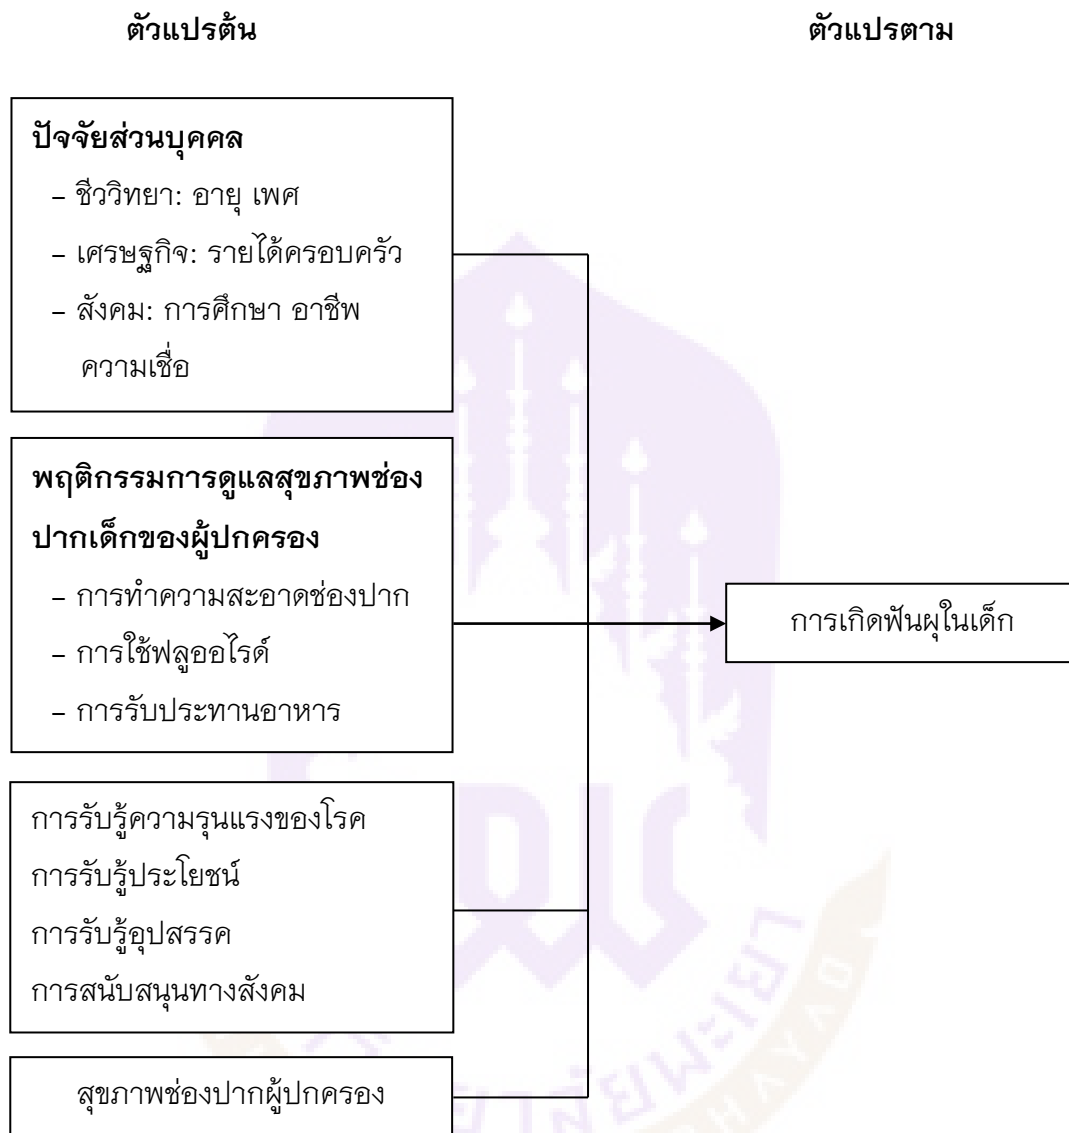 ตัวแปรต้น
ตัวแปรตาม
ปัจจัยส่วนบุคคล
– ชีววิทยา: อายุ เพศ
– เศรษฐกิจ: รายได้ครอบครัว
– สังคม: การศึกษา อาชีพ
ความเชื่อ
พฤติกรรมการดูแลสุขภาพช่อง
ปากเด็กของผู้ปกครอง
– การทำความสะอาดช่องปาก
– การใช้ฟลูออไรด์
– การรับประทานอาหาร
การเกิดฟันผุในเด็ก
การรับรู้ความรุนแรงของโรค
การรับรู้ประโยชน์
การรับรู้อุปสรรค
การสนับสนุนทางสังคม
สุขภาพช่องปากผู้ปกครอง